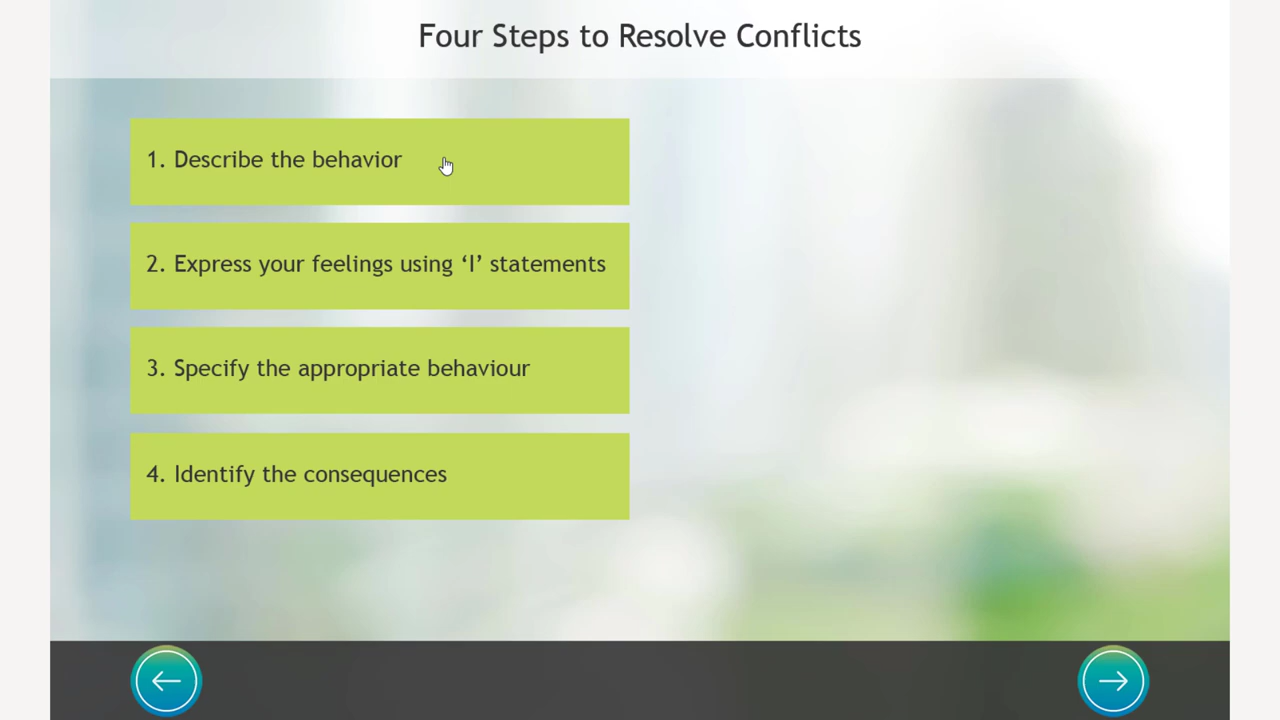 Four Steps to Resolve Conflicts
1. Describe the behavior
2. Express your feelings using ‘I’ statements
3. Specify the appropriate behaviour
4. Identify the consequences